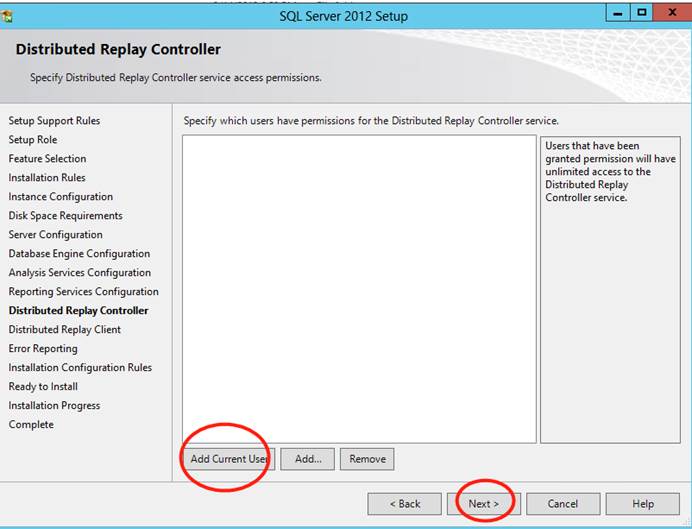 SQL Server 2012 Setup
Distributed Replay Controller
Specify Distributed Replay Controller service access permissions.
Setup Support Rules
Setup Role
Feature Selection
Installation Rules
Instance Configuration
Disk Space Requirements
Server Configuration
Database Engine Configuration
Analysis Services Configuration
Reporting Services Configuration
Distributed Replay Controller
Distributed Replay Client
Error Reporting
Installation Configuration Rules
Ready to Install
Installation Progress
Complete
Specify which users have permissions for the Distributed Replay Controller service.
Users that have been
granted permission will have
unlimited access to the
Distributed Replay
Controller service.
Add Current User
Add...
Remove
< Back
Next >
Cancel
Help